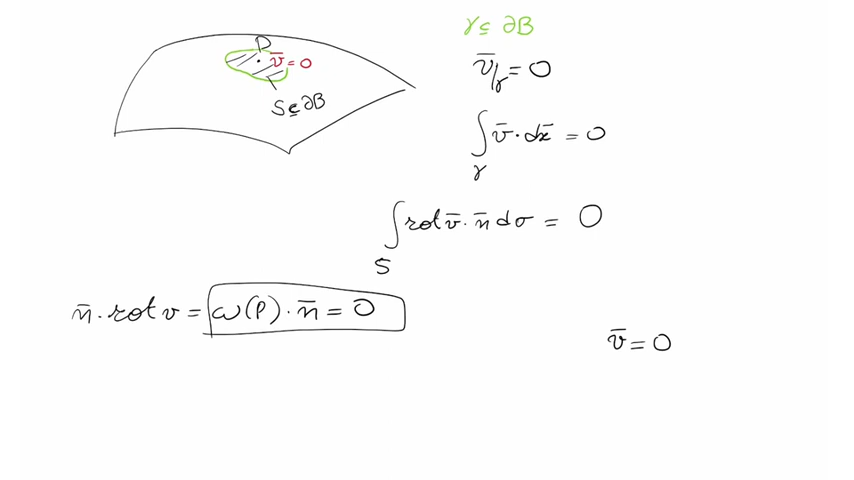 γ ⊆ ∂B
P
v̄ = 0
v̄/γ = 0
S ⊆ ∂B
∫γ v̄ · dx̄ = 0
∫S rot v̄ · n̄ dσ = 0
n̄ · rot v = ω(P) · n̄ = 0
v̄ = 0